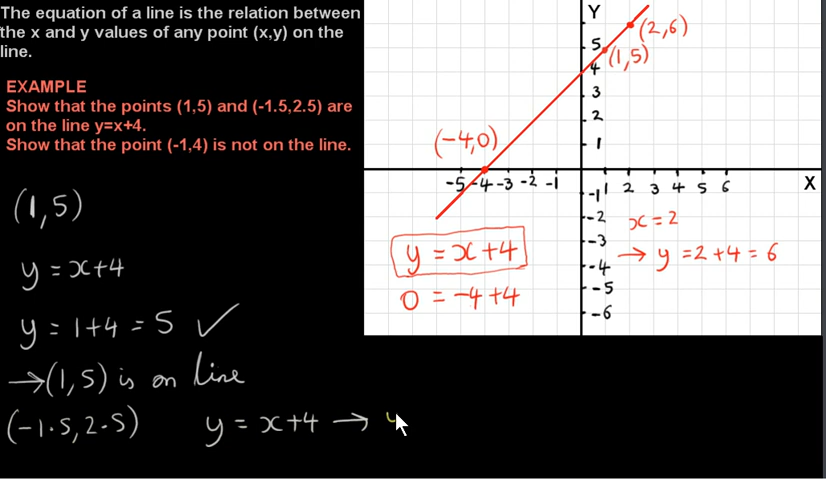 The equation of a line is the relation between
the x and y values of any point (x,y) on the
line.
EXAMPLE
Show that the points (1,5) and (-1.5,2.5) are
on the line y=x+4.
Show that the point (-1,4) is not on the line.
(1,5)
y = x+4
y = 1+4 = 5 ✓
→(1,5) is on line
(-1.5,2.5) y = x+4 → y
Y
(2,6)
5
(1,5)
4
3
2
1
(-4,0)
-5 -4 -3 -2 -1 1 2 3 4 5 6 X
-1
-2
-3
-4
-5
-6
x = 2
→ y = 2+4 = 6
y = x+4
0 = -4+4